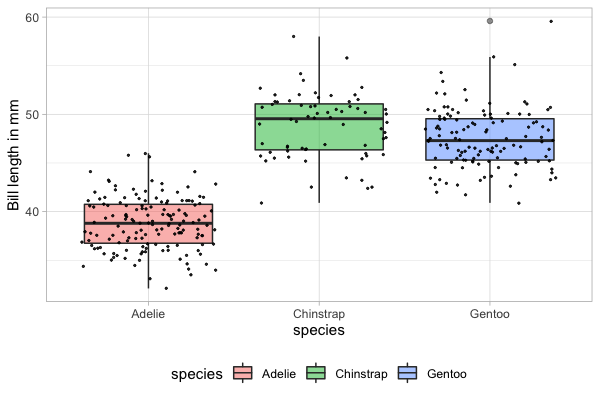 60
50
40
Bill length in mm
Adelie Chinstrap Gentoo
species
species Adelie Chinstrap Gentoo